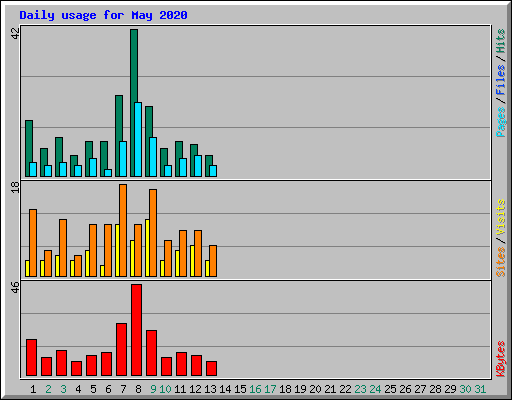 Daily usage for May 2020
42
Pages / Files / Hits
18
Sites / Visits
46
KBytes
1 2 3 4 5 6 7 8 9 10 11 12 13 14 15 16 17 18 19 20 21 22 23 24 25 26 27 28 29 30 31